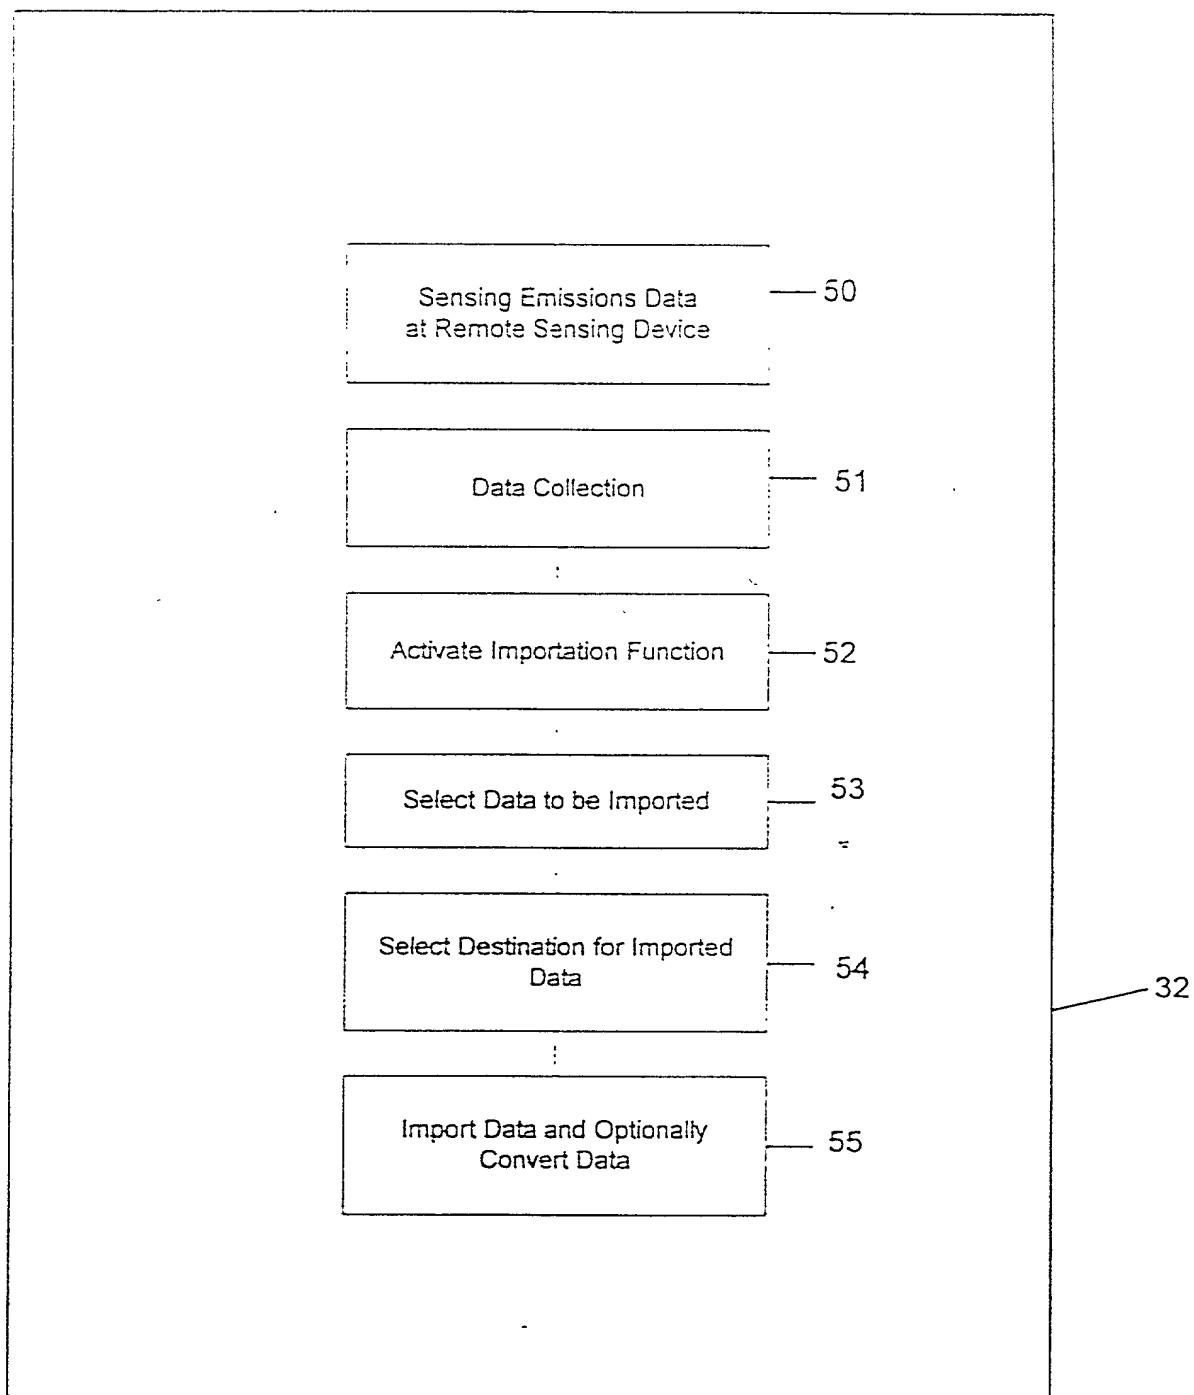 Sensing Emissions Data
at Remote Sensing Device
50
Data Collection
51
Activate Importation Function
52
Select Data to be Imported
53
Select Destination for Imported
Data
54
32
Import Data and Optionally
Convert Data
55